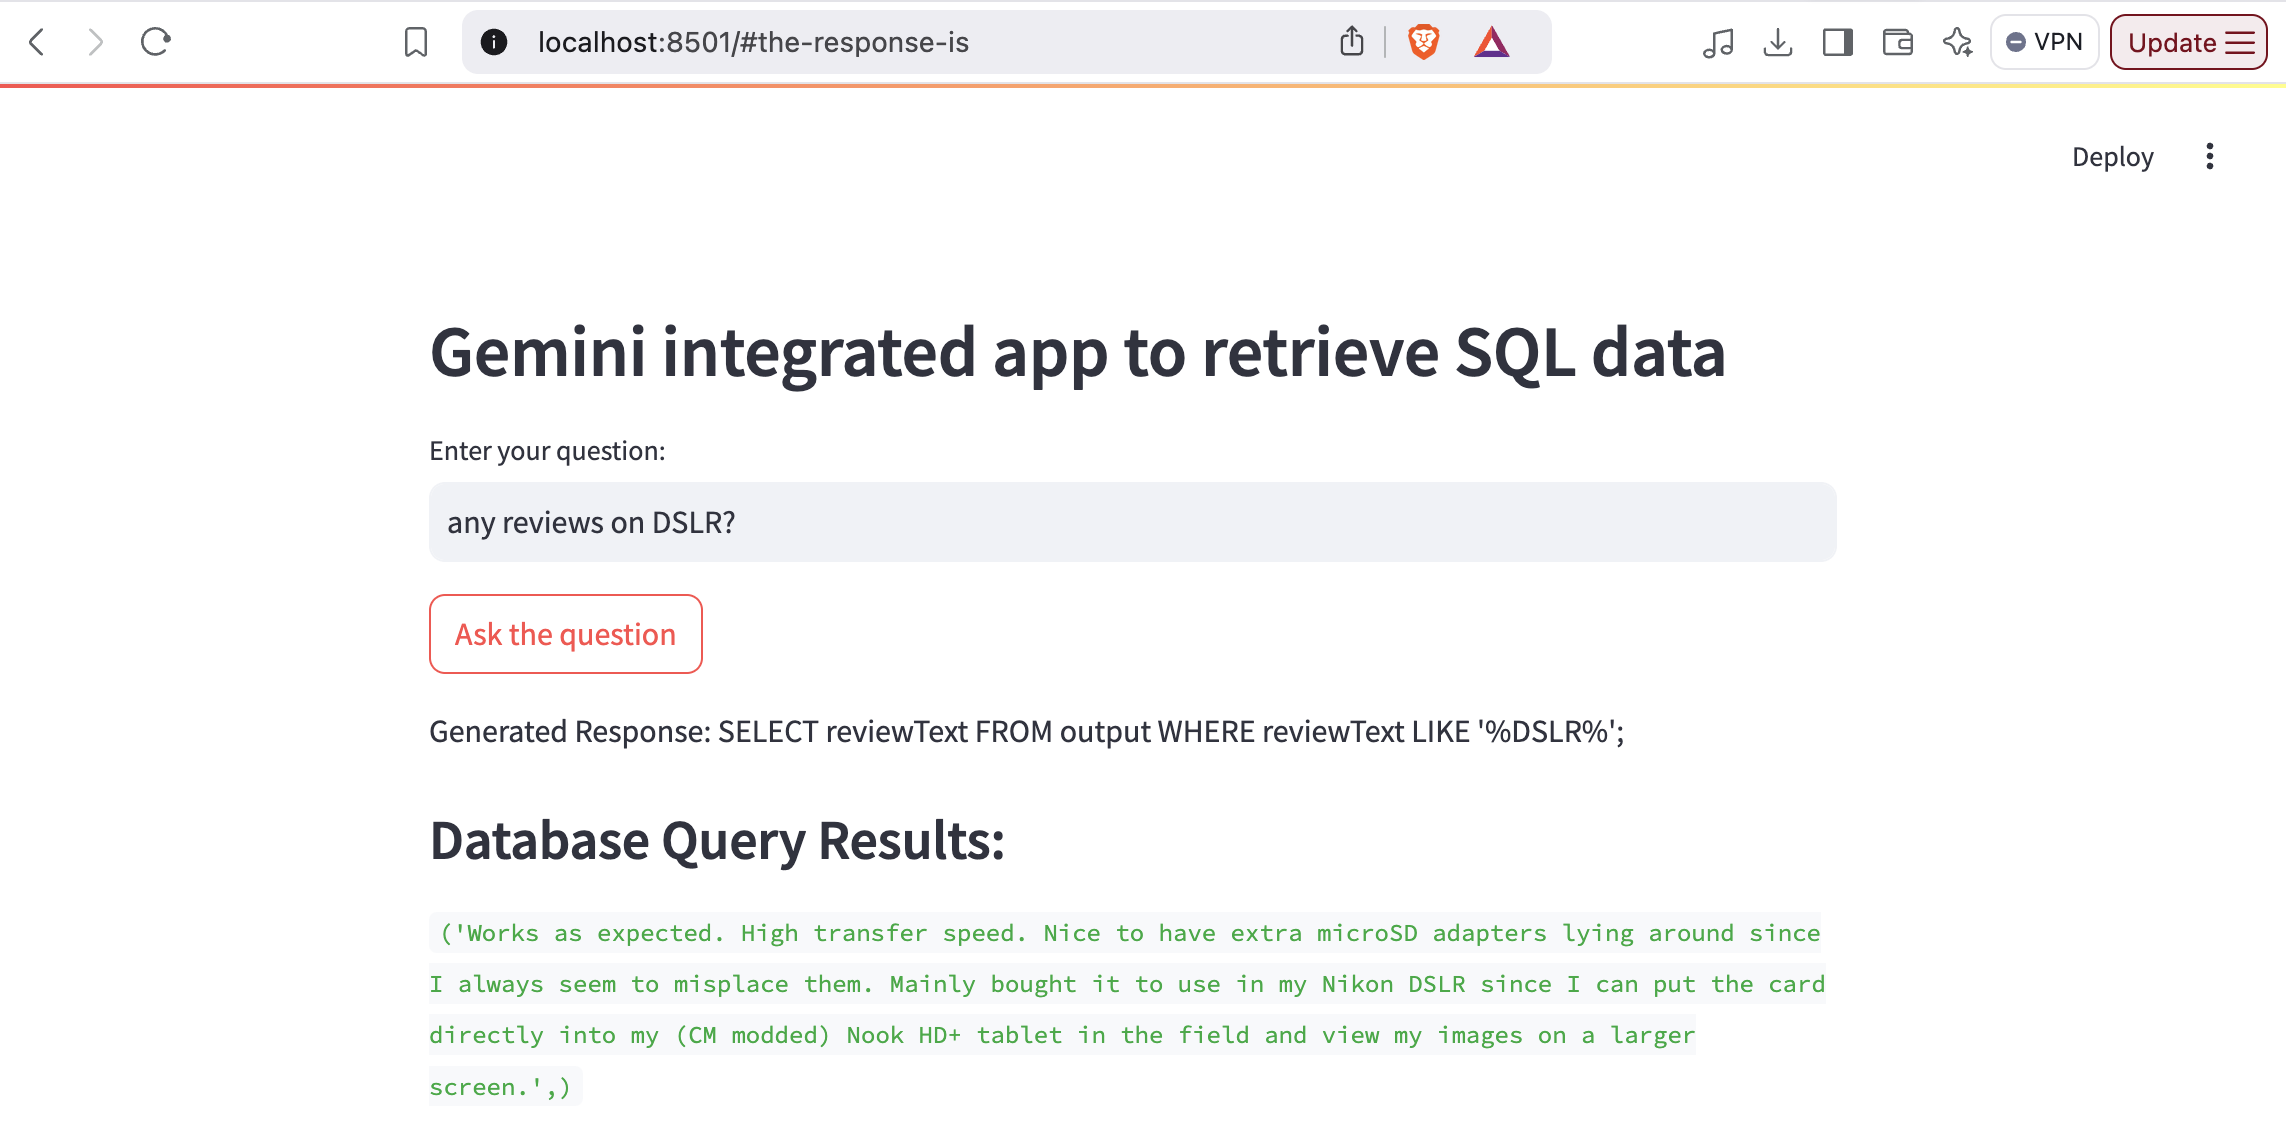 localhost:8501/#the-response-is
VPN
Update
Deploy
Gemini integrated app to retrieve SQL data
Enter your question:
any reviews on DSLR?
Ask the question
Generated Response: SELECT reviewText FROM output WHERE reviewText LIKE '%DSLR%';
Database Query Results:
('Works as expected. High transfer speed. Nice to have extra microSD adapters lying around since
I always seem to misplace them. Mainly bought it to use in my Nikon DSLR since I can put the card
directly into my (CM modded) Nook HD+ tablet in the field and view my images on a larger
screen.',)